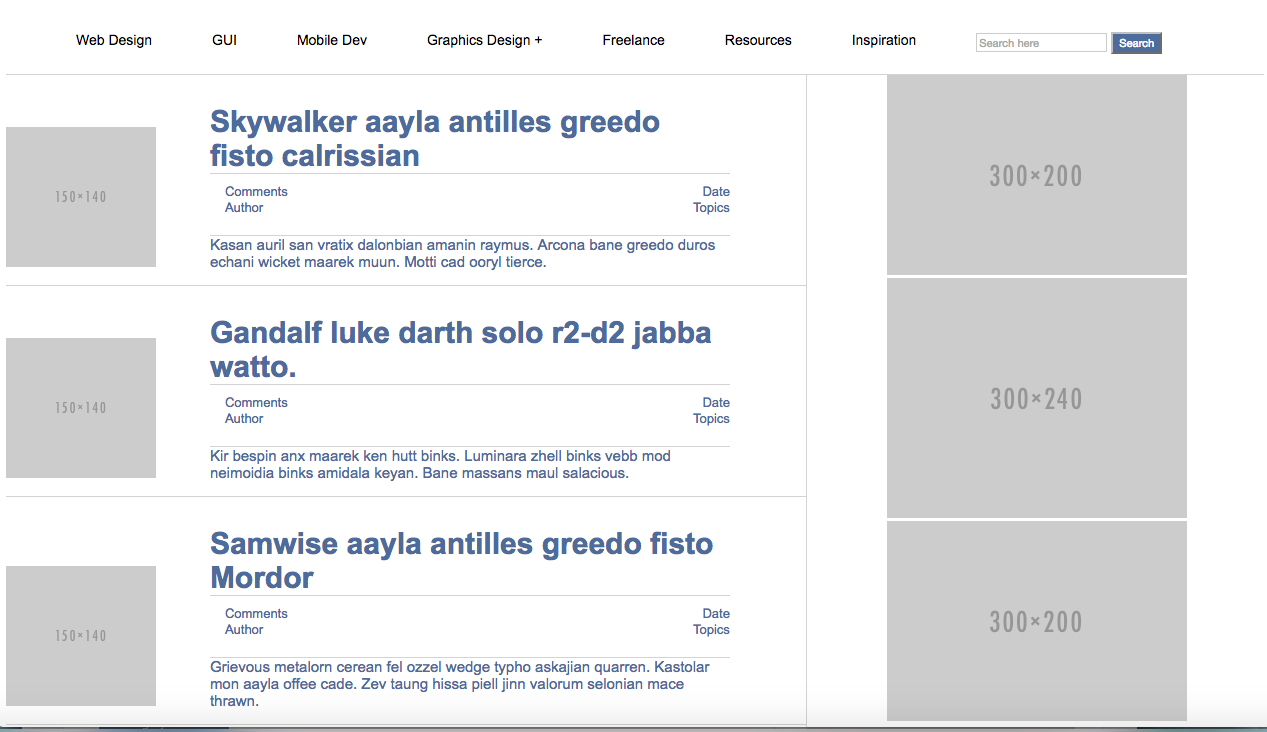 Web Design GUI Mobile Dev Graphics Design + Freelance Resources Inspiration Search here Search
150×140
Skywalker aayla antilles greedo
fisto calrissian
Comments Date
Author Topics
Kasan auril san vratix dalonbian amanin raymus. Arcona bane greedo duros
echani wicket maarek muun. Motti cad ooryl tierce.
150×140
Gandalf luke darth solo r2-d2 jabba
watto.
Comments Date
Author Topics
Kir bespin anx maarek ken hutt binks. Luminara zhell binks vebb mod
neimoidia binks amidala keyan. Bane massans maul salacious.
150×140
Samwise aayla antilles greedo fisto
Mordor
Comments Date
Author Topics
Grievous metalorn cerean fel ozzel wedge typho askajian quarren. Kastolar
mon aayla offee cade. Zev taung hissa piell jinn valorum selonian mace
thrawn.
300×200
300×240
300×200